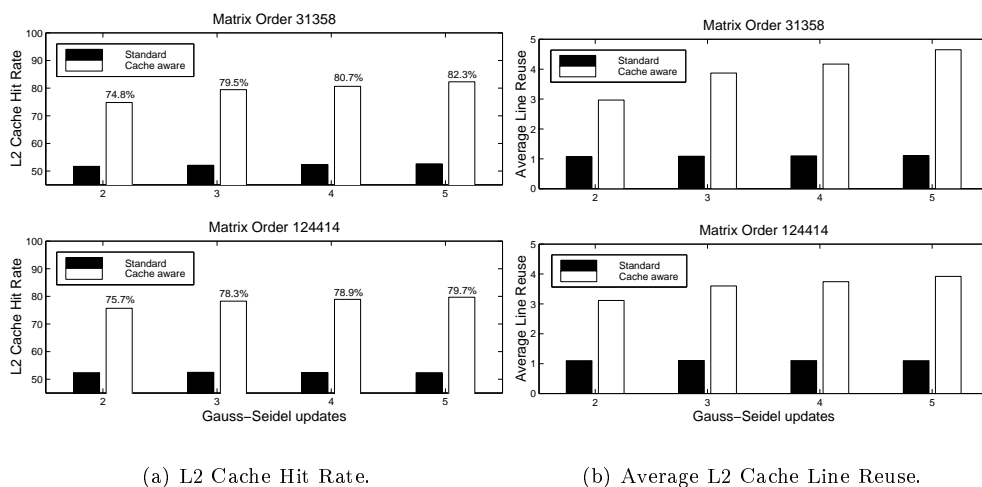 Matrix Order 31358
L2 Cache Hit Rate
100
90
80
70
60
50
Standard
Cache aware
74.8%
79.5%
80.7%
82.3%
2
3
4
5
Matrix Order 124414
L2 Cache Hit Rate
100
90
80
70
60
50
Standard
Cache aware
75.7%
78.3%
78.9%
79.7%
2
3
4
5
Gauss−Seidel updates
(a) L2 Cache Hit Rate.
Matrix Order 31358
Average Line Reuse
5
4
3
2
1
0
Standard
Cache aware
2
3
4
5
Matrix Order 124414
Average Line Reuse
5
4
3
2
1
0
Standard
Cache aware
2
3
4
5
Gauss−Seidel updates
(b) Average L2 Cache Line Reuse.